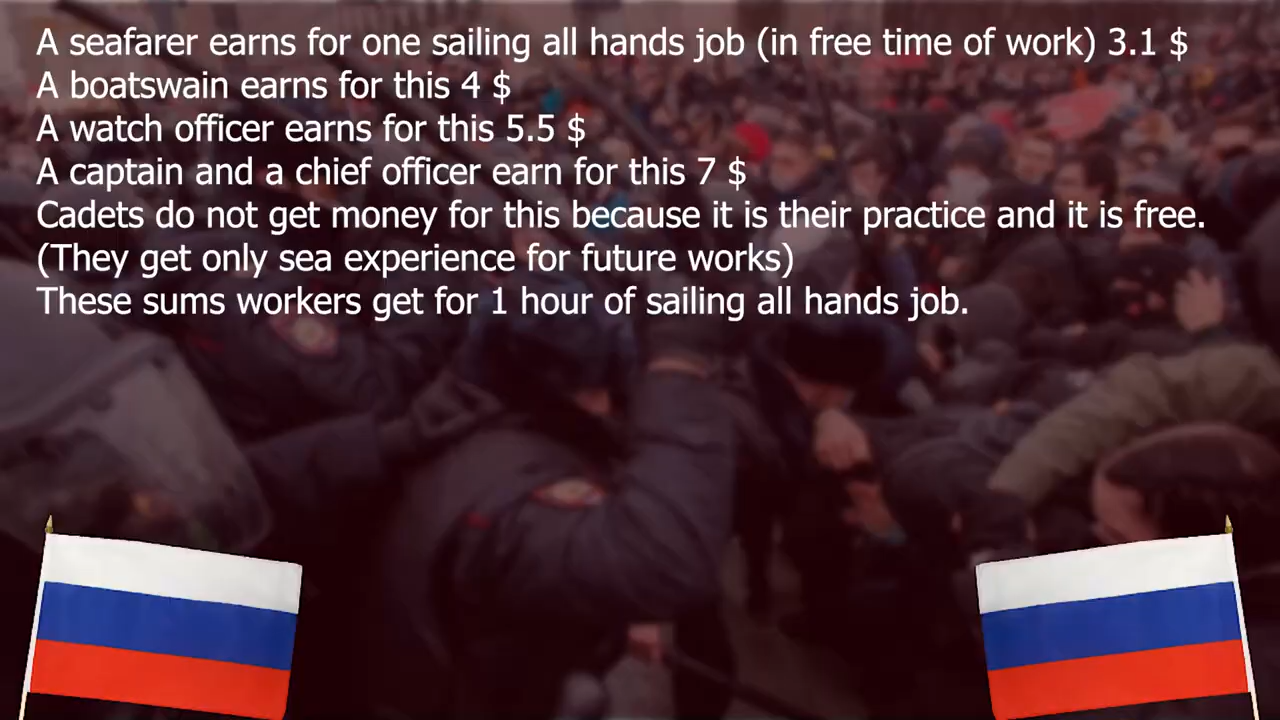 A seafarer earns for one sailing all hands job (in free time of work) 3.1 $
A boatswain earns for this 4 $
A watch officer earns for this 5.5 $
A captain and a chief officer earn for this 7 $
Cadets do not get money for this because it is their practice and it is free.
(They get only sea experience for future works)
These sums workers get for 1 hour of sailing all hands job.